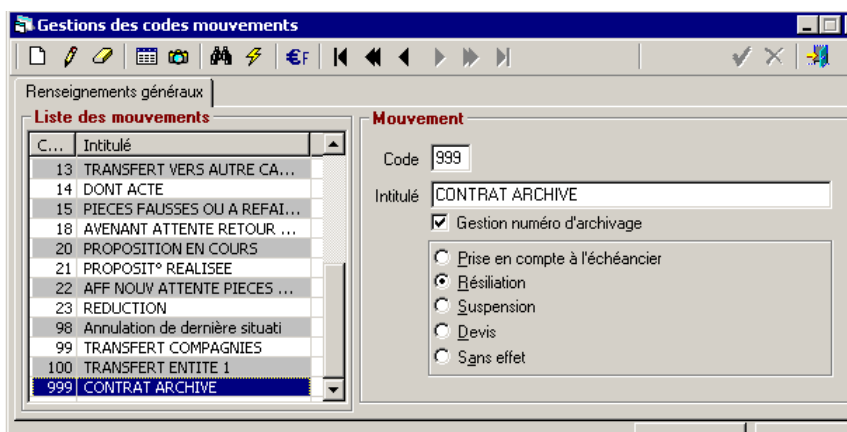 Gestions des codes mouvements
€F
Renseignements généraux
Liste des mouvements
C... Intitulé
13 TRANSFERT VERS AUTRE CA...
14 DONT ACTE
15 PIECES FAUSSES OU A REFAI...
18 AVENANT ATTENTE RETOUR ...
20 PROPOSITION EN COURS
21 PROPOSIT° REALISEE
22 AFF NOUV ATTENTE PIECES ...
23 REDUCTION
98 Annulation de dernière situati
99 TRANSFERT COMPAGNIES
100 TRANSFERT ENTITE 1
999 CONTRAT ARCHIVE
Mouvement
Code 999
Intitulé CONTRAT ARCHIVE
Gestion numéro d'archivage
Prise en compte à l'échéancier
Résiliation
Suspension
Devis
Sans effet